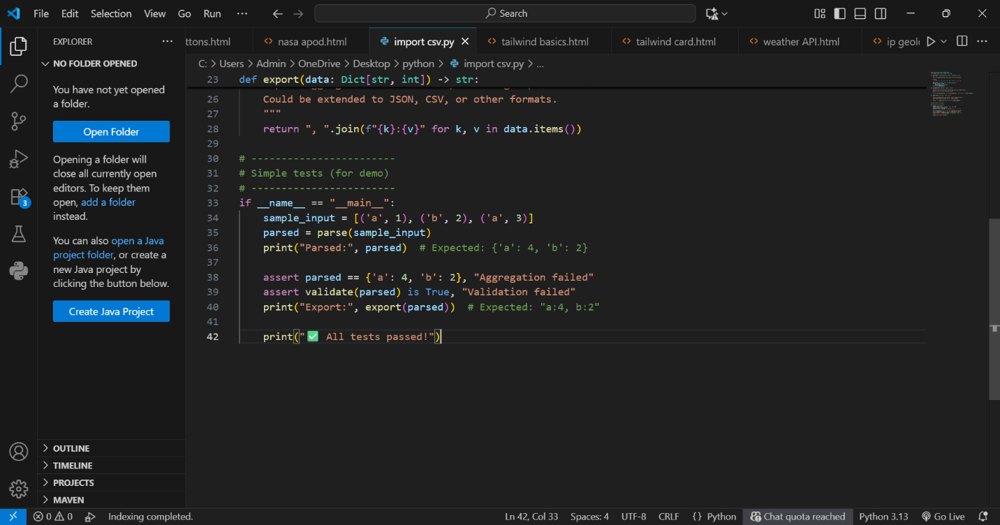 File Edit Selection View Go Run ··· Search
EXPLORER ···
ttons.html nasa apod.html import csv.py tailwind basics.html tailwind card.html weather API.html ip geol
NO FOLDER OPENED
You have not yet opened
a folder.
Open Folder
Opening a folder will
close all currently open
editors. To keep them
open, add a folder
instead.
You can also open a Java
project folder, or create a
new Java project by
clicking the button below.
Create Java Project
3
OUTLINE
TIMELINE
PROJECTS
MAVEN
C: > Users > Admin > OneDrive > Desktop > python > import csv.py > ...
23 def export(data: Dict[str, int]) -> str:
26 Could be extended to JSON, CSV, or other formats.
27 """
28 return ", ".join(f"{k}:{v}" for k, v in data.items())
29
30 # ------------------------
31 # Simple tests (for demo)
32 # ------------------------
33 if __name__ == "__main__":
34 sample_input = [('a', 1), ('b', 2), ('a', 3)]
35 parsed = parse(sample_input)
36 print("Parsed:", parsed)  # Expected: {'a': 4, 'b': 2}
37
38 assert parsed == {'a': 4, 'b': 2}, "Aggregation failed"
39 assert validate(parsed) is True, "Validation failed"
40 print("Export:", export(parsed))  # Expected: "a:4, b:2"
41
42 print("✅ All tests passed!")
0 0 Indexing completed. Ln 42, Col 33 Spaces: 4 UTF-8 CRLF {} Python Chat quota reached Python 3.13 Go Live